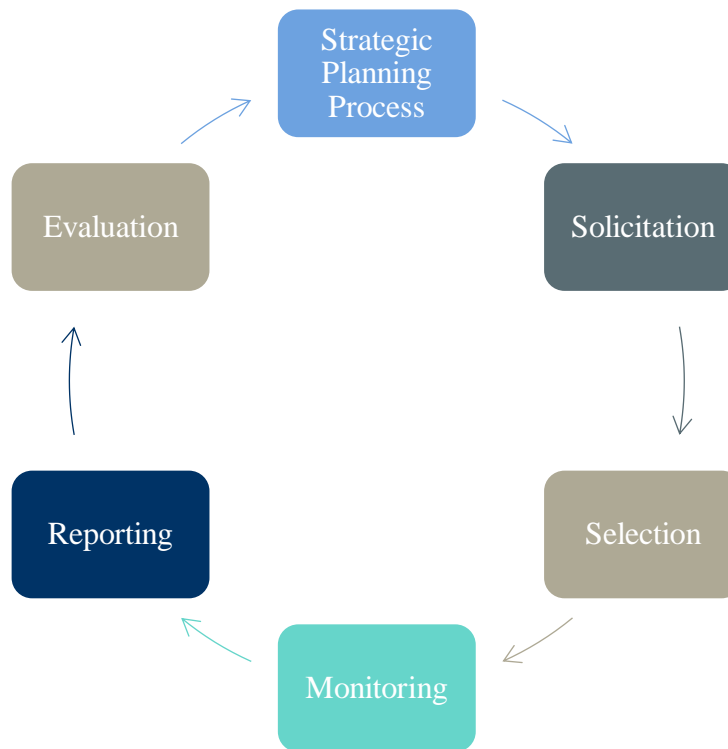 Strategic
Planning
Process
Evaluation
Solicitation
Reporting
Selection
Monitoring